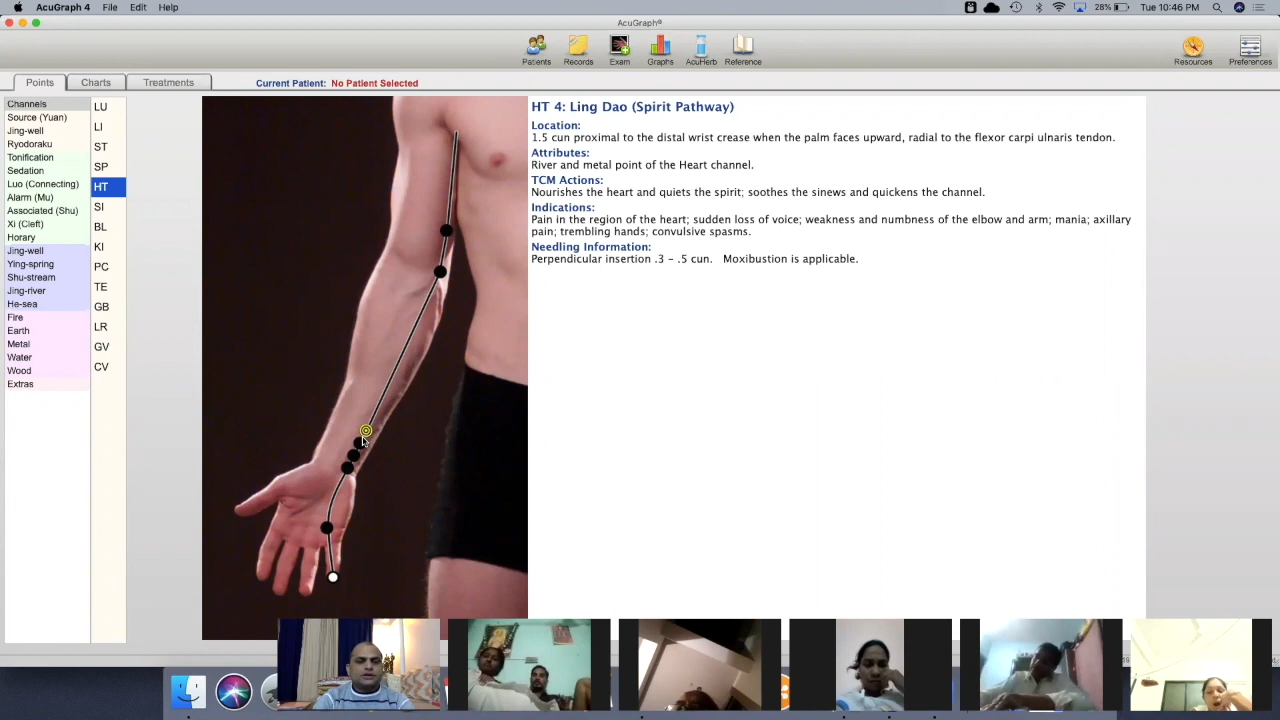 AcuGraph 4 File Edit Help 28% Tue 10:46 PM
AcuGraph®
Patients Records Exam Graphs AcuHerb Reference Resources Preferences
Points Charts Treatments Current Patient: No Patient Selected
Channels
Source (Yuan)
Jing-well
Ryodoraku
Tonification
Sedation
Luo (Connecting)
Alarm (Mu)
Associated (Shu)
Xi (Cleft)
Horary
Jing-well
Ying-spring
Shu-stream
Jing-river
He-sea
Fire
Earth
Metal
Water
Wood
Extras
LU
LI
ST
SP
HT
SI
BL
KI
PC
TE
GB
LR
GV
CV
HT 4: Ling Dao (Spirit Pathway)
Location:
1.5 cun proximal to the distal wrist crease when the palm faces upward, radial to the flexor carpi ulnaris tendon.
Attributes:
River and metal point of the Heart channel.
TCM Actions:
Nourishes the heart and quiets the spirit; soothes the sinews and quickens the channel.
Indications:
Pain in the region of the heart; sudden loss of voice; weakness and numbness of the elbow and arm; mania; axillary
pain; trembling hands; convulsive spasms.
Needling Information:
Perpendicular insertion .3 - .5 cun. Moxibustion is applicable.